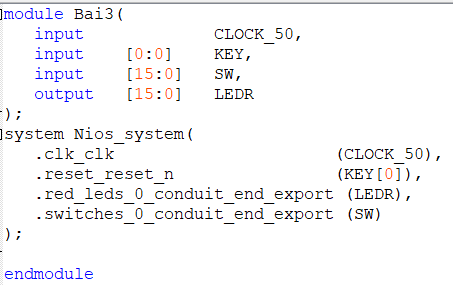 module Bai3(
    input             CLOCK_50,
    input    [0:0]    KEY,
    input    [15:0]   SW,
    output   [15:0]   LEDR
);
system Nios_system(
    .clk_clk                      (CLOCK_50),
    .reset_reset_n                (KEY[0]),
    .red_leds_0_conduit_end_export (LEDR),
    .switches_0_conduit_end_export (SW)
);
endmodule